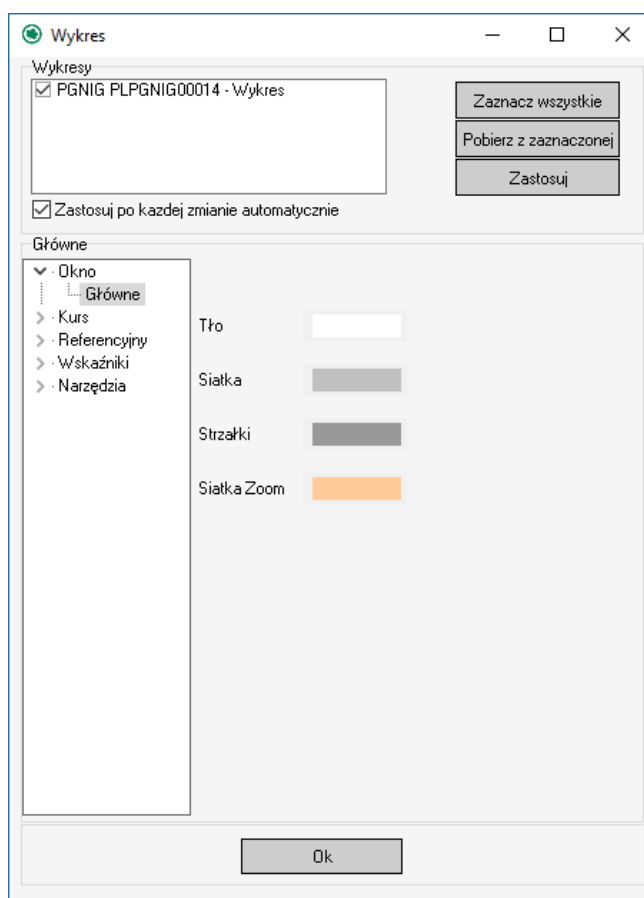 Wykres
Wykresy
PGNIG PLPGNIG00014 - Wykres
Zaznacz wszystkie
Pobierz z zaznaczonej
Zastosuj
Zastosuj po kazdej zmianie automatycznie
Główne
Okno
Główne
Kurs
Referencyjny
Wskaźniki
Narzędzia
Tło
Siatka
Strzałki
Siatka Zoom
Ok